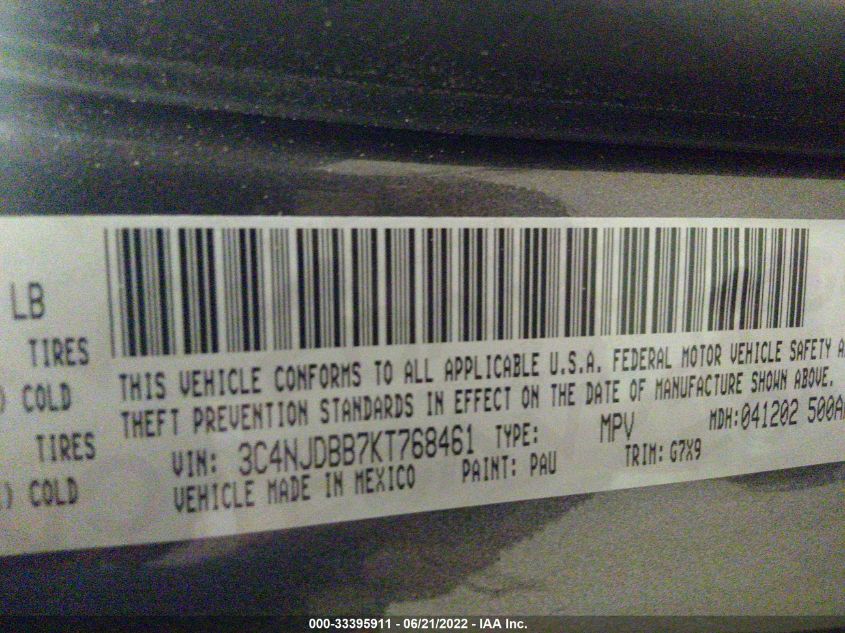 LB
TIRES
) COLD
TIRES
) COLD
THIS VEHICLE CONFORMS TO ALL APPLICABLE U.S.A. FEDERAL MOTOR VEHICLE SAFETY
THEFT PREVENTION STANDARDS IN EFFECT ON THE DATE OF MANUFACTURE SHOWN ABOVE.
VIN: 3C4NJDBB7KT768461 TYPE: MPV MDH:041202 500A
VEHICLE MADE IN MEXICO PAINT: PAU TRIM: G7X9
000-33395911 - 06/21/2022 - IAA Inc.